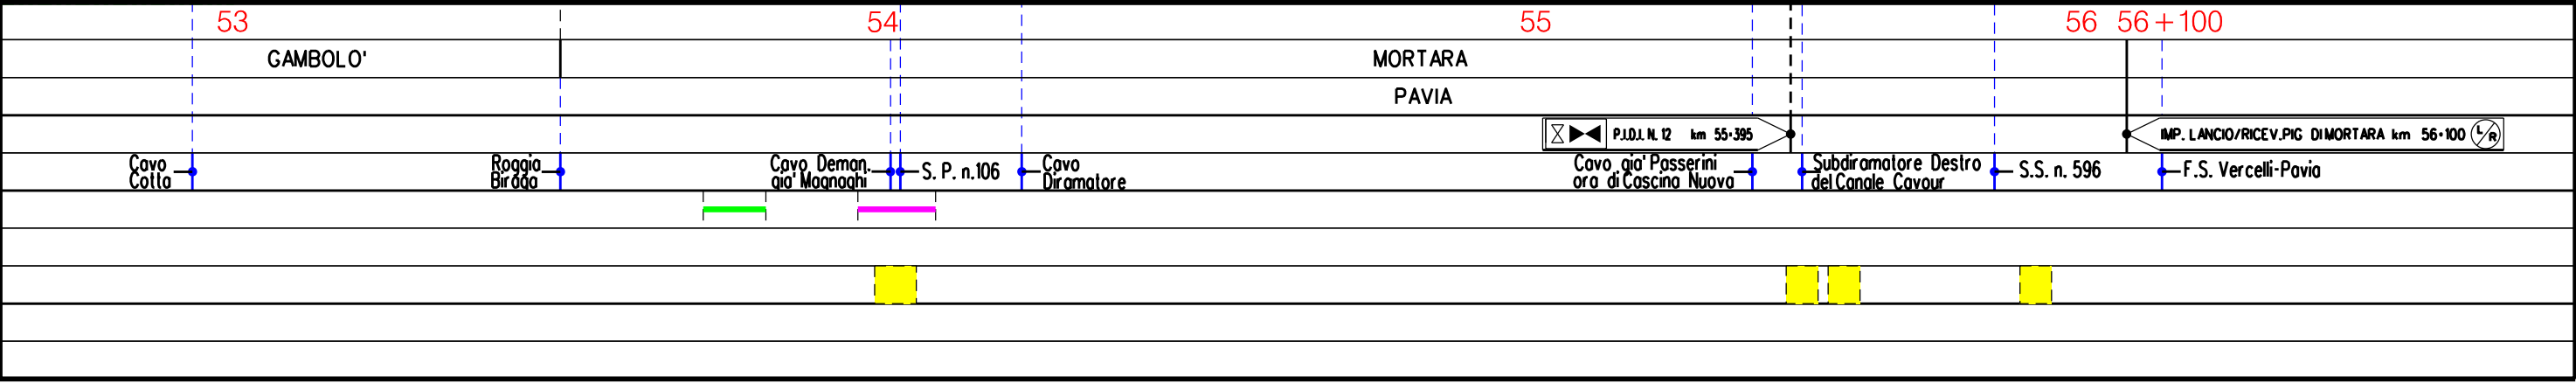 53 54 55 56 56+100
GAMBOLO' MORTARA
PAVIA
P.I.D.I. N. 12 km 55+395 IMP. LANCIO/RICEV.PIG DI MORTARA km 56+100 L/R
Cavo Roggia Cavo Deman. S. P. n.106 Cavo Cavo gia' Passerini Subdiramatore Destro S.S. n. 596 F.S. Vercelli-Pavia
Cotta Biraga gia' Magnaghi Diramatore ora di Cascina Nuova del Canale Cavour